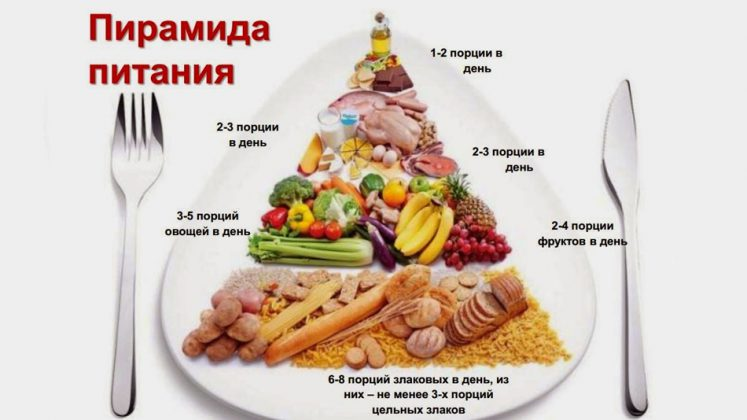 Пирамида
питания
1-2 порции в
день
2-3 порции
в день
2-3 порции в
день
3-5 порций
овощей в день
2-4 порции
фруктов в день
6-8 порций злаковых в день, из
них – не менее 3-х порций
цельных злаков